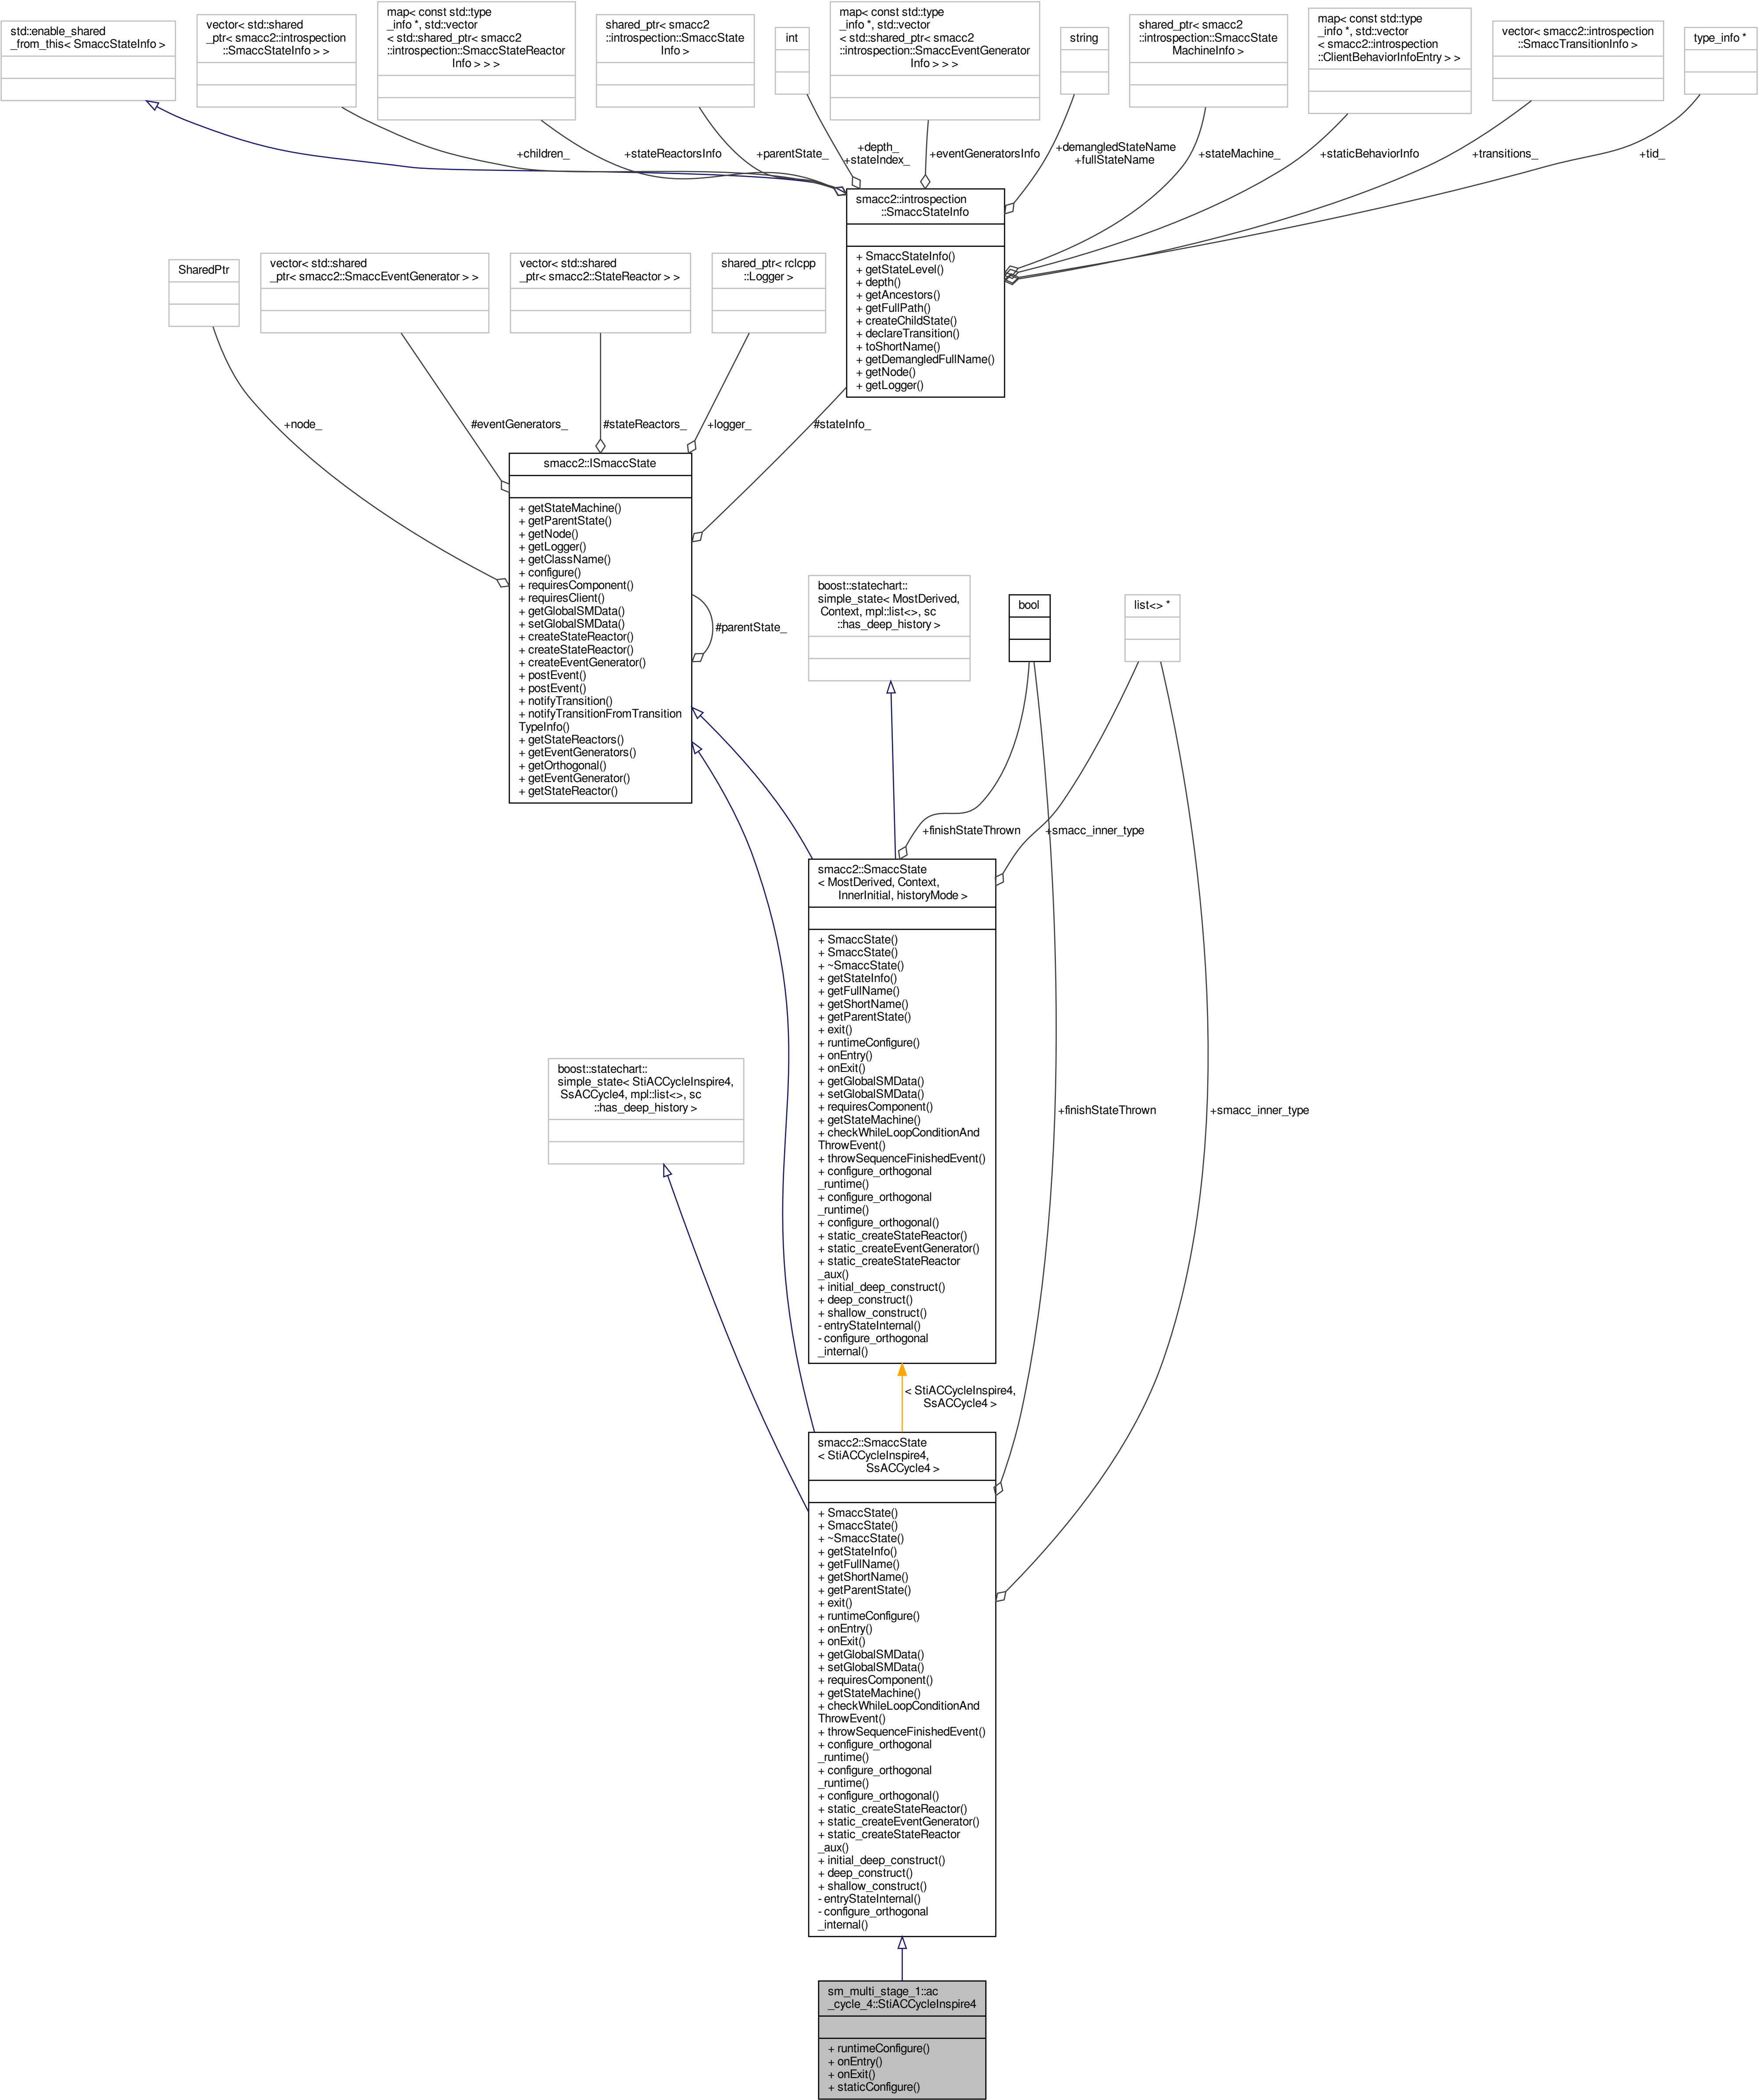 std::enable_shared
_from_this< SmaccStateInfo >
vector< std::shared
_ptr< smacc2::introspection
::SmaccStateInfo > >
map< const std::type
_info *, std::vector
< std::shared_ptr< smacc2
::introspection::SmaccStateReactor
Info > > >
shared_ptr< smacc2
::introspection::SmaccState
Info >
int
map< const std::type
_info *, std::vector
< std::shared_ptr< smacc2
::introspection::SmaccEventGenerator
Info > > >
string
shared_ptr< smacc2
::introspection::SmaccState
MachineInfo >
map< const std::type
_info *, std::vector
< smacc2::introspection
::ClientBehaviorInfoEntry > >
vector< smacc2::introspection
::SmaccTransitionInfo >
type_info *
+children_
+stateReactorsInfo
+parentState_
+depth_
+stateIndex_
+eventGeneratorsInfo
+demangledStateName
+fullStateName
+stateMachine_
+staticBehaviorInfo
+transitions_
+tid_
smacc2::introspection
::SmaccStateInfo
+ SmaccStateInfo()
+ getStateLevel()
+ depth()
+ getAncestors()
+ getFullPath()
+ createChildState()
+ declareTransition()
+ toShortName()
+ getDemangledFullName()
+ getNode()
+ getLogger()
SharedPtr
vector< std::shared
_ptr< smacc2::SmaccEventGenerator > >
vector< std::shared
_ptr< smacc2::StateReactor > >
shared_ptr< rclcpp
::Logger >
+node_
#eventGenerators_
#stateReactors_
+logger_
#stateInfo_
smacc2::ISmaccState
+ getStateMachine()
+ getParentState()
+ getNode()
+ getLogger()
+ getClassName()
+ configure()
+ requiresComponent()
+ requiresClient()
+ getGlobalSMData()
+ setGlobalSMData()
+ createStateReactor()
+ createStateReactor()
+ createEventGenerator()
+ postEvent()
+ postEvent()
+ notifyTransition()
+ notifyTransitionFromTransition
TypeInfo()
+ getStateReactors()
+ getEventGenerators()
+ getOrthogonal()
+ getEventGenerator()
+ getStateReactor()
#parentState_
boost::statechart::
simple_state< MostDerived,
Context, mpl::list<>, sc
::has_deep_history >
bool
list<> *
+finishStateThrown
+smacc_inner_type
smacc2::SmaccState
< MostDerived, Context,
InnerInitial, historyMode >
+ SmaccState()
+ SmaccState()
+ ~SmaccState()
+ getStateInfo()
+ getFullName()
+ getShortName()
+ getParentState()
+ exit()
+ runtimeConfigure()
+ onEntry()
+ onExit()
+ getGlobalSMData()
+ setGlobalSMData()
+ requiresComponent()
+ getStateMachine()
+ checkWhileLoopConditionAnd
ThrowEvent()
+ throwSequenceFinishedEvent()
+ configure_orthogonal
_runtime()
+ configure_orthogonal
_runtime()
+ configure_orthogonal()
+ static_createStateReactor()
+ static_createEventGenerator()
+ static_createStateReactor
_aux()
+ initial_deep_construct()
+ deep_construct()
+ shallow_construct()
- entryStateInternal()
- configure_orthogonal
_internal()
boost::statechart::
simple_state< StiACCycleInspire4,
SsACCycle4, mpl::list<>, sc
::has_deep_history >
+finishStateThrown
+smacc_inner_type
< StiACCycleInspire4,
SsACCycle4 >
smacc2::SmaccState
< StiACCycleInspire4,
SsACCycle4 >
+ SmaccState()
+ SmaccState()
+ ~SmaccState()
+ getStateInfo()
+ getFullName()
+ getShortName()
+ getParentState()
+ exit()
+ runtimeConfigure()
+ onEntry()
+ onExit()
+ getGlobalSMData()
+ setGlobalSMData()
+ requiresComponent()
+ getStateMachine()
+ checkWhileLoopConditionAnd
ThrowEvent()
+ throwSequenceFinishedEvent()
+ configure_orthogonal
_runtime()
+ configure_orthogonal
_runtime()
+ configure_orthogonal()
+ static_createStateReactor()
+ static_createEventGenerator()
+ static_createStateReactor
_aux()
+ initial_deep_construct()
+ deep_construct()
+ shallow_construct()
- entryStateInternal()
- configure_orthogonal
_internal()
sm_multi_stage_1::ac
_cycle_4::StiACCycleInspire4
+ runtimeConfigure()
+ onEntry()
+ onExit()
+ staticConfigure()